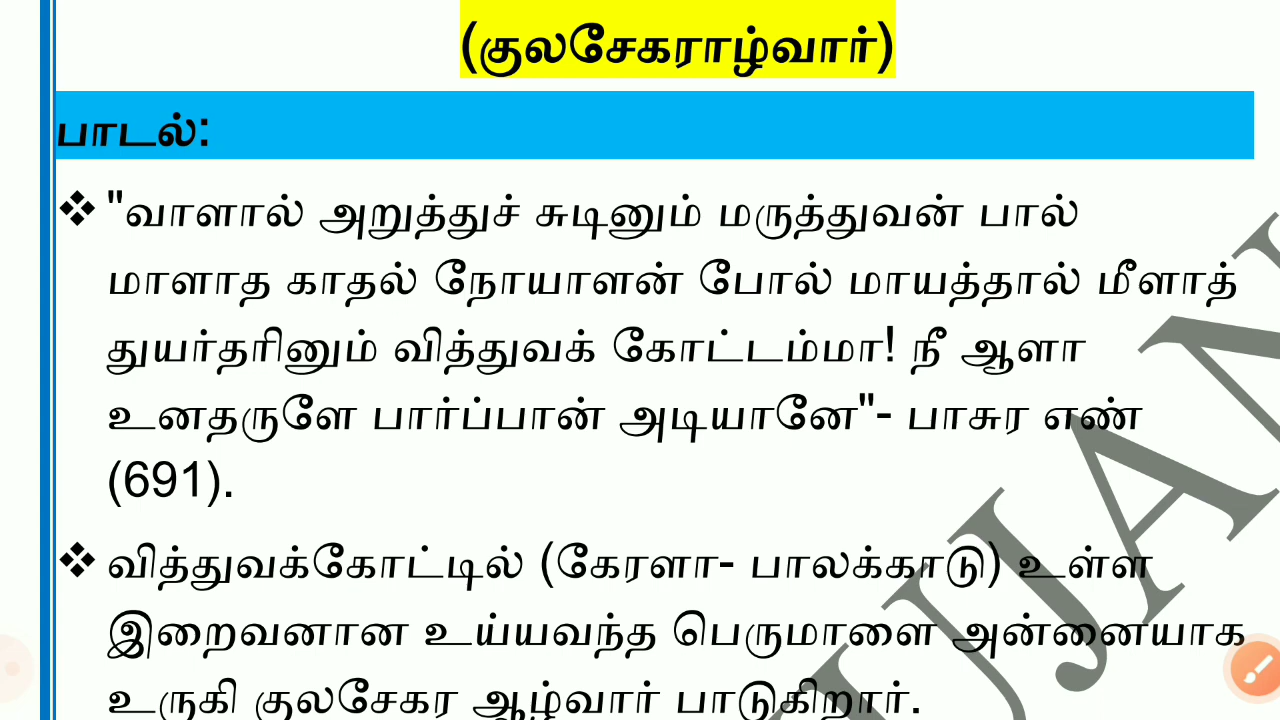 (குலசேகராழ்வார்)
பாடல்:
❖ "வாளால் அறுத்துச் சுடினும் மருத்துவன் பால்
மாளாத காதல் நோயாளன் போல் மாயத்தால் மீளாத்
துயர்தரினும் வித்துவக் கோட்டம்மா! நீ ஆளா
உனதருளே பார்ப்பான் அடியானே"- பாசுர எண்
(691).
❖ வித்துவக்கோட்டில் (கேரளா- பாலக்காடு) உள்ள
இறைவனான உய்யவந்த பெருமாளை அன்னையாக
உருகி குலசேகர ஆழ்வார் பாடுகிறார்.